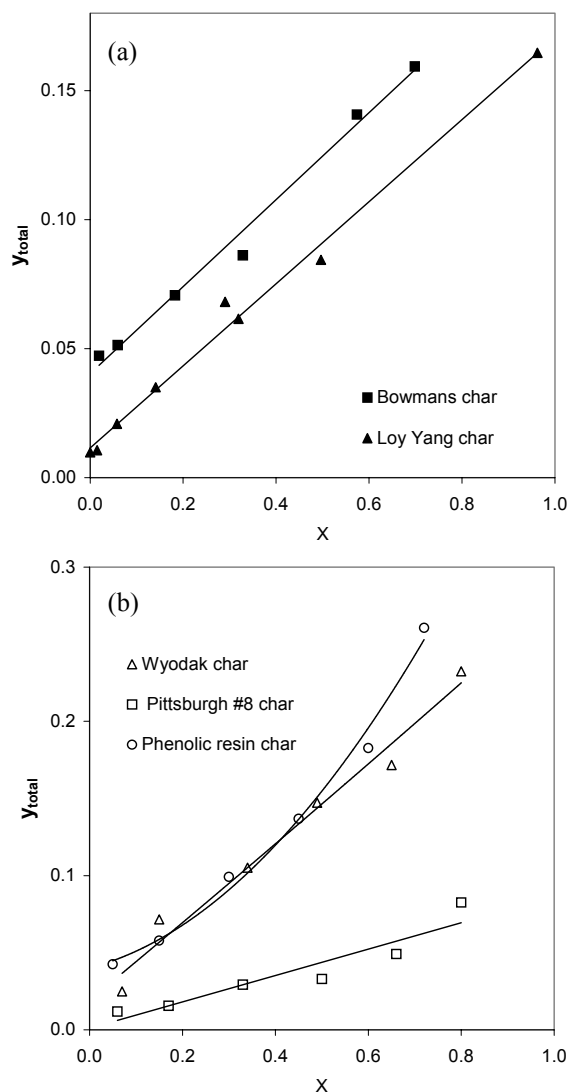 (a)
0.15
0.10
0.05
0.00
y_total
Bowmans char
Loy Yang char
0.0 0.2 0.4 0.6 0.8 1.0
X
(b)
0.3
0.2
0.1
0.0
y_total
Wyodak char
Pittsburgh #8 char
Phenolic resin char
0.0 0.2 0.4 0.6 0.8 1.0
X